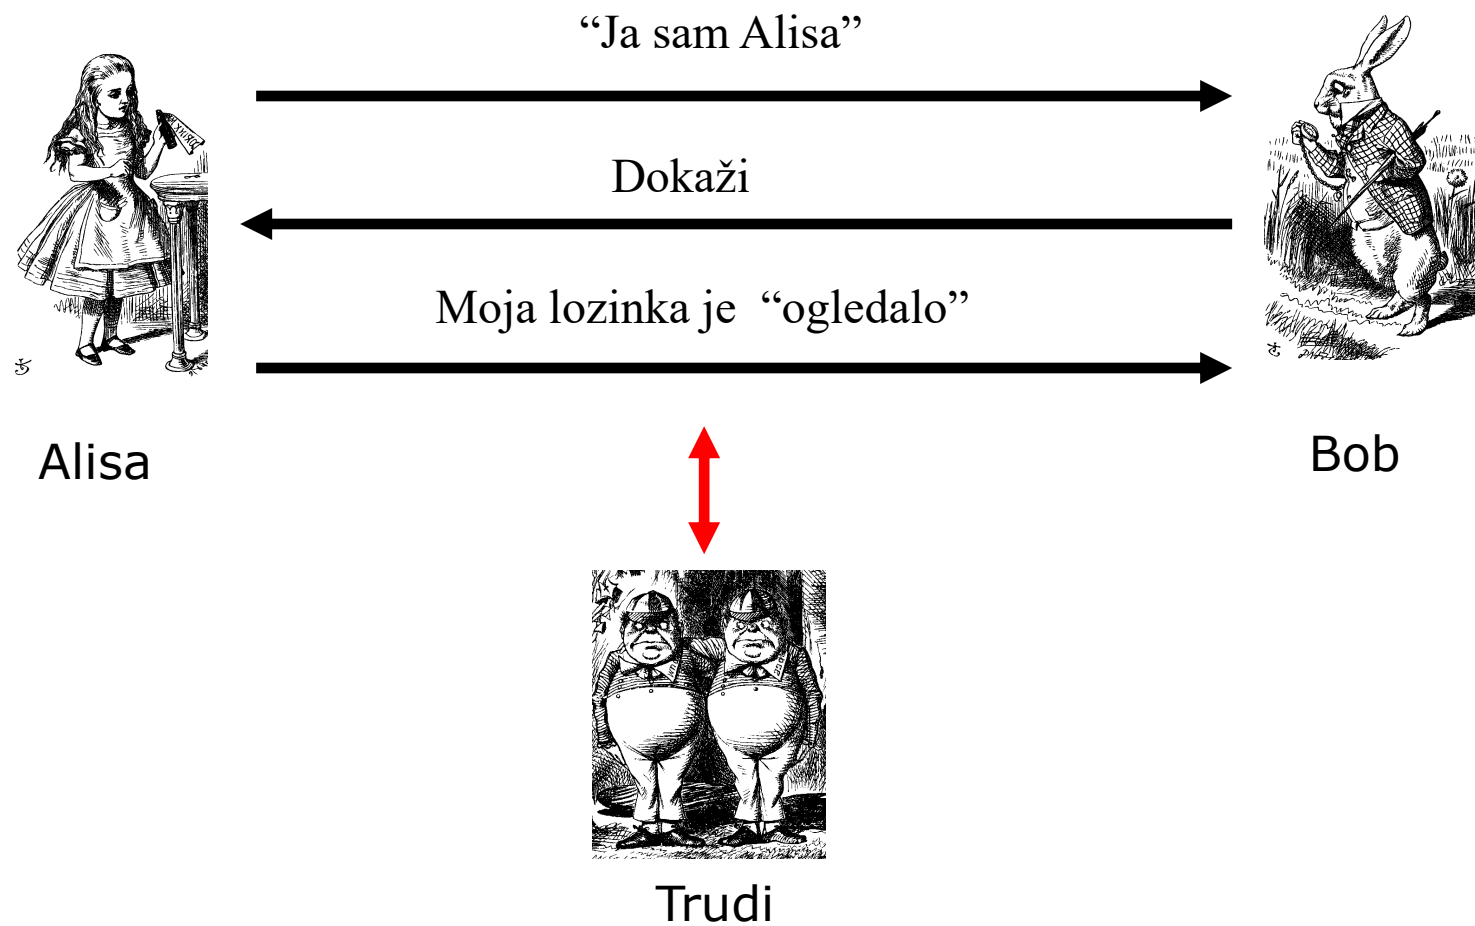 “Ja sam Alisa”
Dokaži
Moja lozinka je “ogledalo”
Alisa
Bob
Trudi